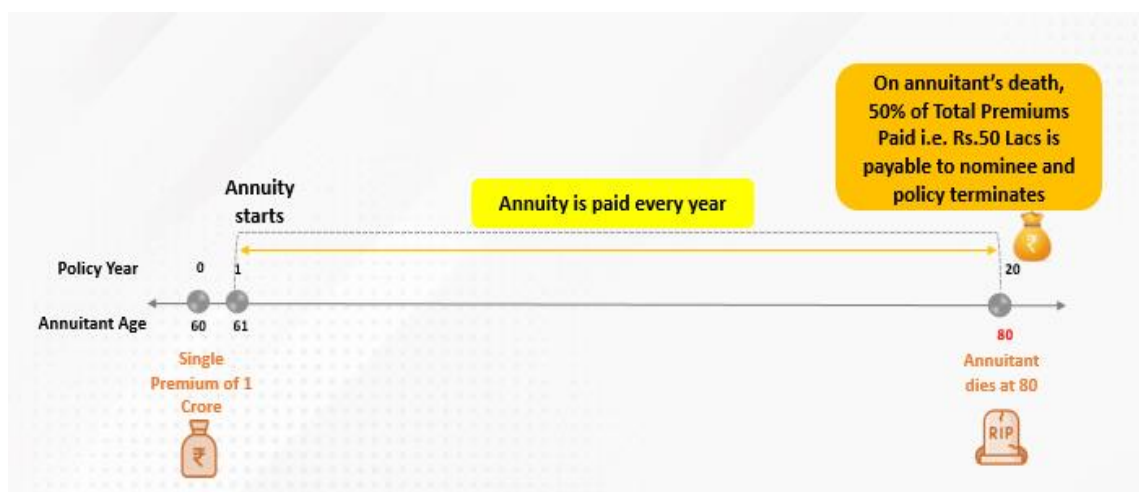 On annuitant's death,
50% of Total Premiums
Paid i.e. Rs.50 Lacs is
payable to nominee and
policy terminates
Annuity
starts
Annuity is paid every year
₹
Policy Year 0 1 20
Annuitant Age 60 61 80
Single
Premium of 1
Crore
₹
Annuitant
dies at 80
RIP